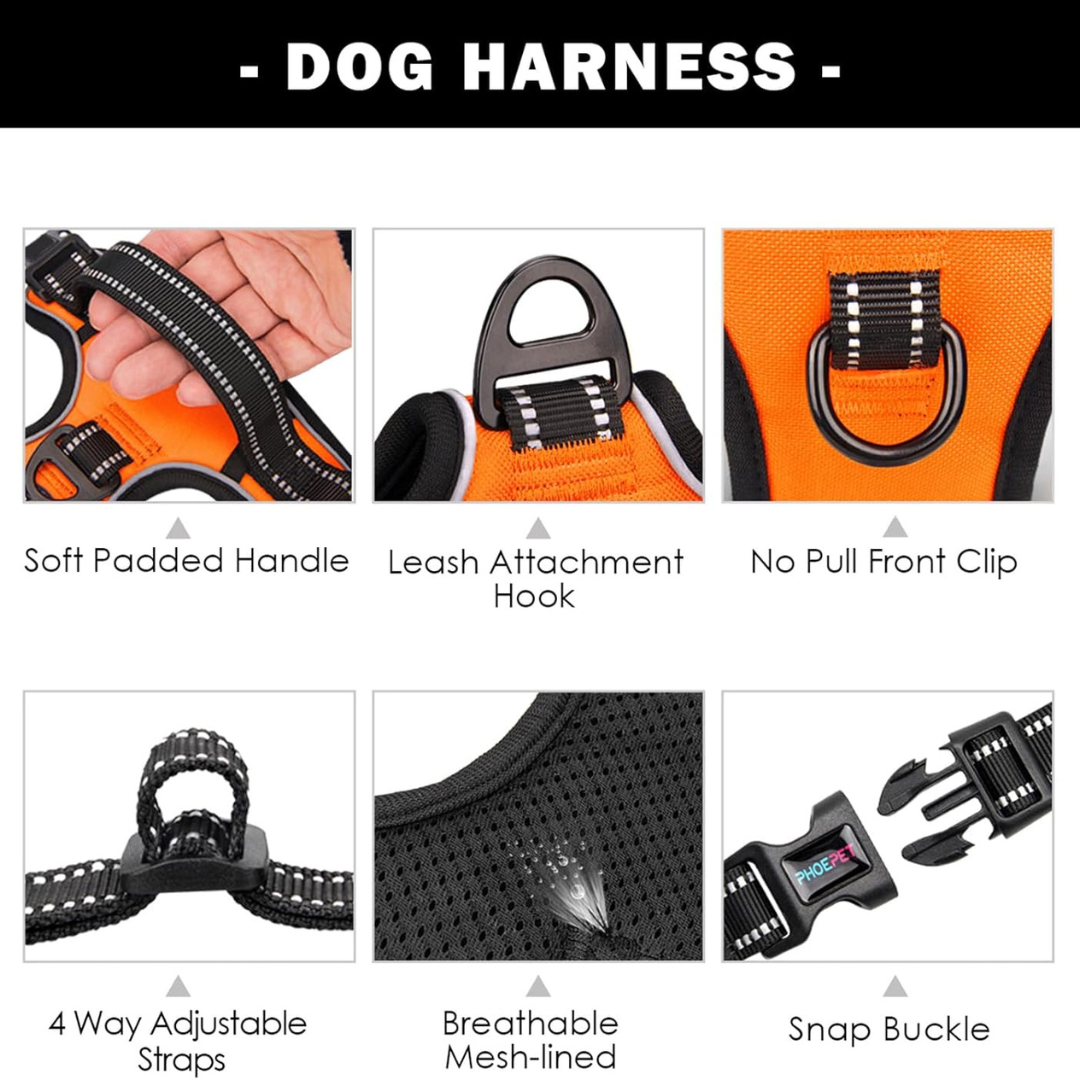 - DOG HARNESS -
Soft Padded Handle
Leash Attachment
Hook
No Pull Front Clip
PHOEPET
4 Way Adjustable
Straps
Breathable
Mesh-lined
Snap Buckle